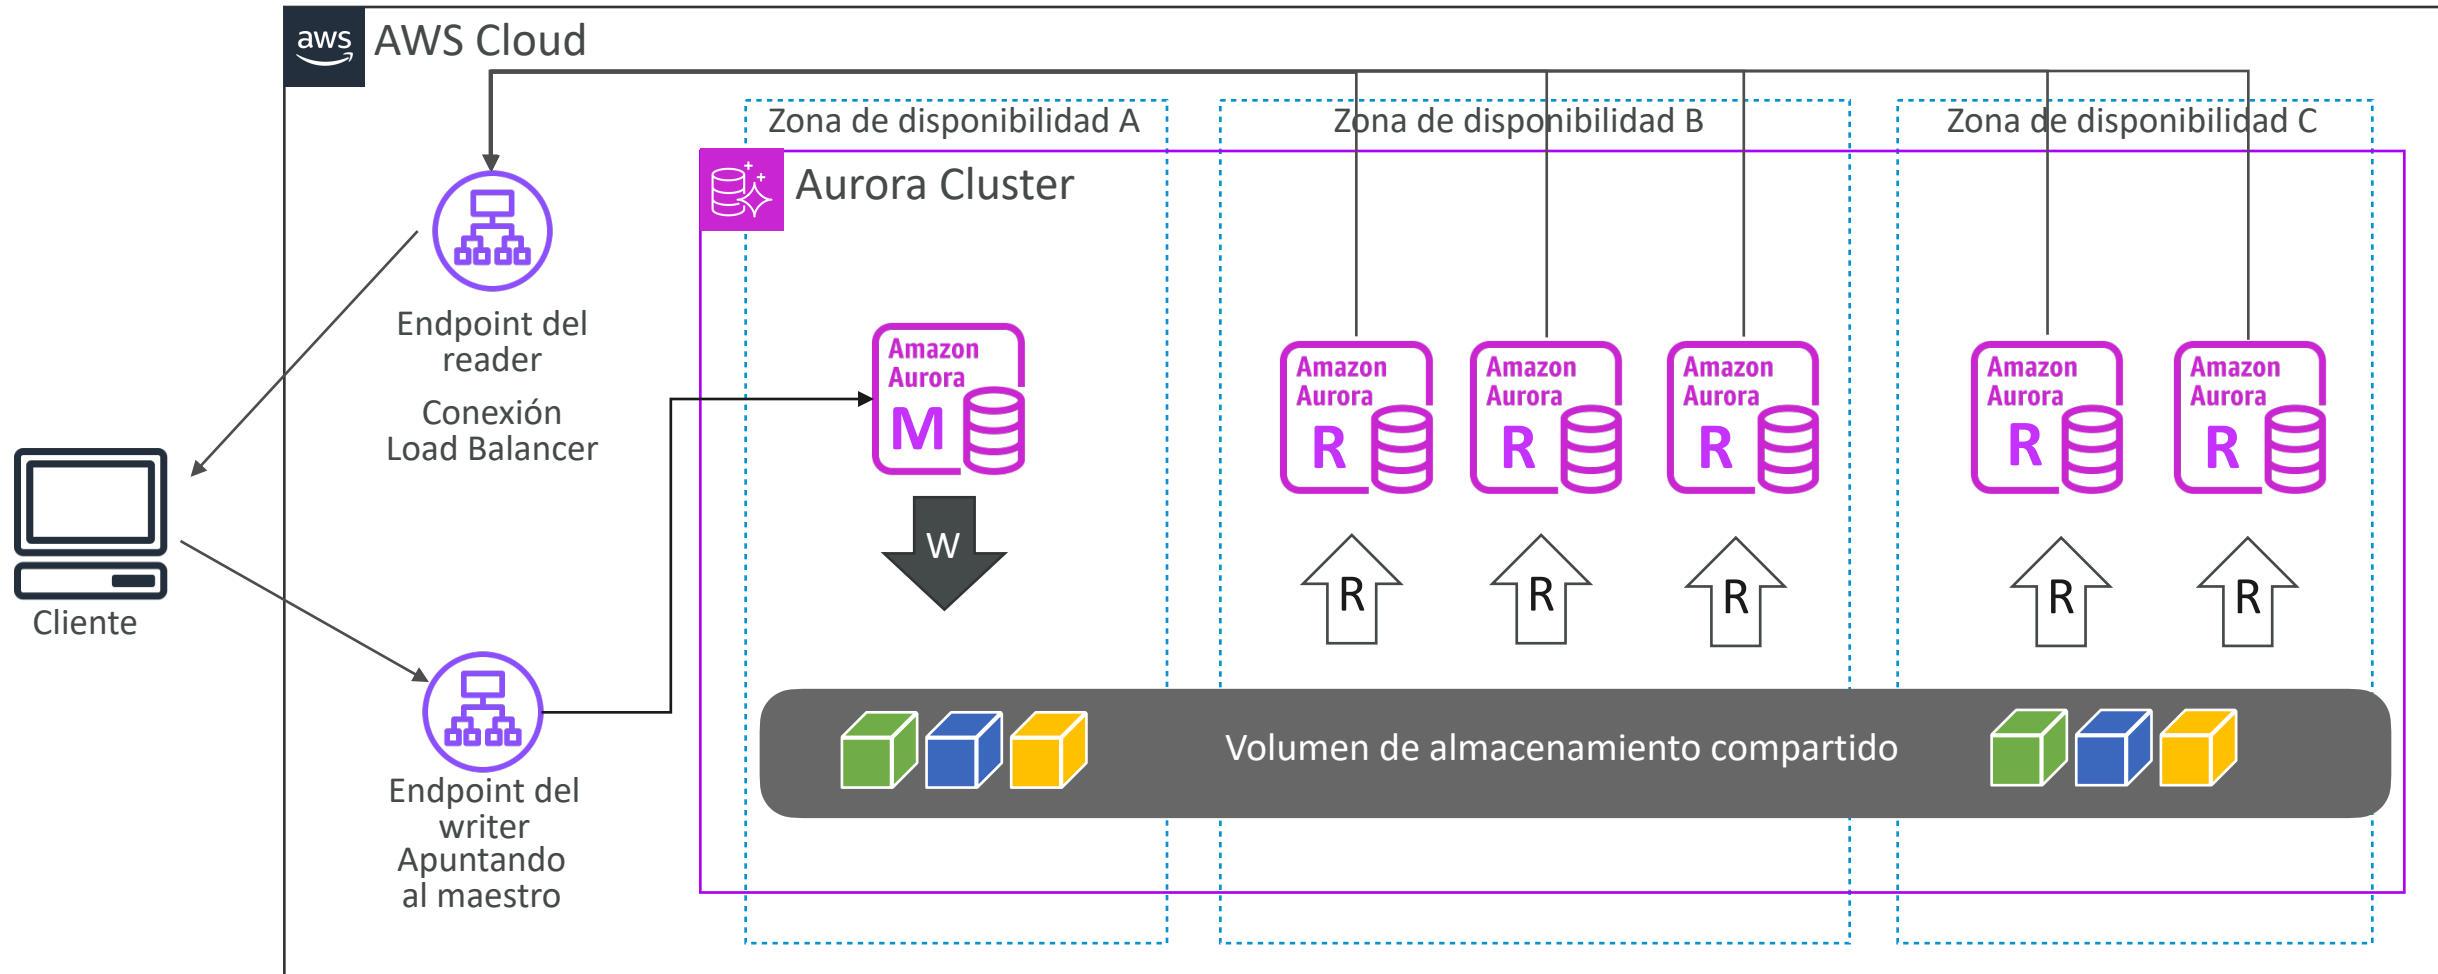 aws
AWS Cloud
Zona de disponibilidad A
Zona de disponibilidad B
Zona de disponibilidad C
Aurora Cluster
Endpoint del
reader
Conexión
Load Balancer
Cliente
Endpoint del
writer
Apuntando
al maestro
Amazon
Aurora
M
Amazon
Aurora
R
Amazon
Aurora
R
Amazon
Aurora
R
Amazon
Aurora
R
Amazon
Aurora
R
W
R
R
R
R
R
Volumen de almacenamiento compartido